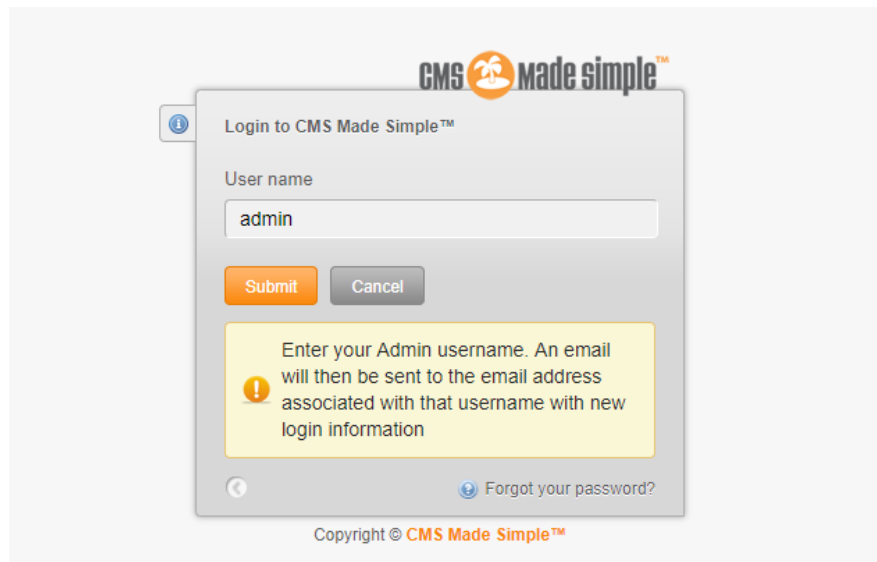 CMS made simple™
Login to CMS Made Simple™
User name
admin
Submit Cancel
Enter your Admin username. An email
will then be sent to the email address
associated with that username with new
login information
Forgot your password?
Copyright © CMS Made Simple™